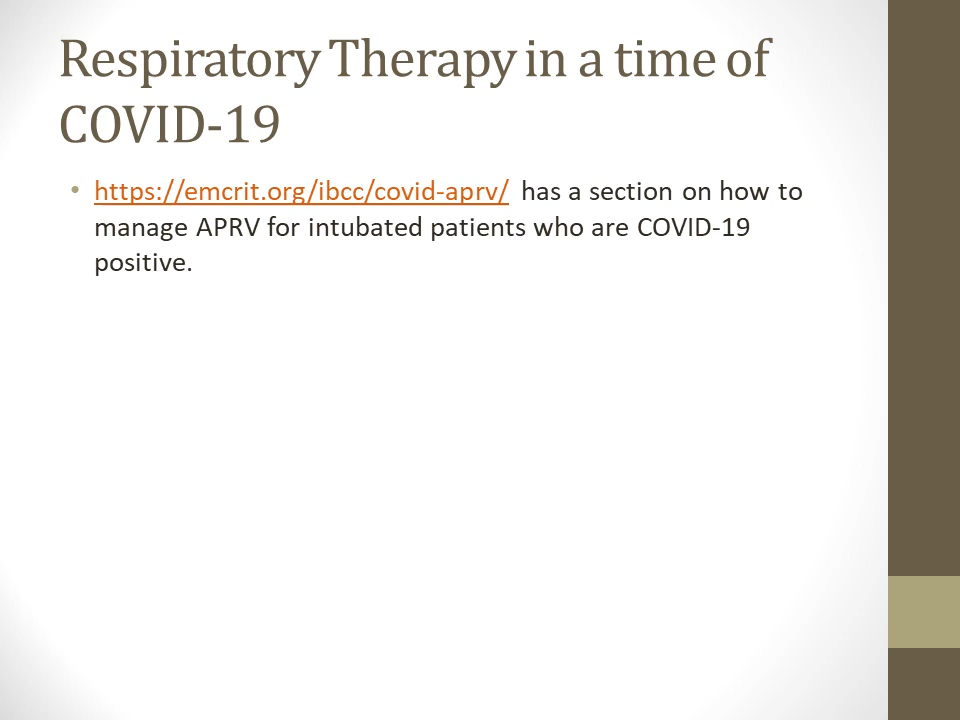 Respiratory Therapy in a time of
COVID-19
• https://emcrit.org/ibcc/covid-aprv/ has a section on how to
manage APRV for intubated patients who are COVID-19
positive.